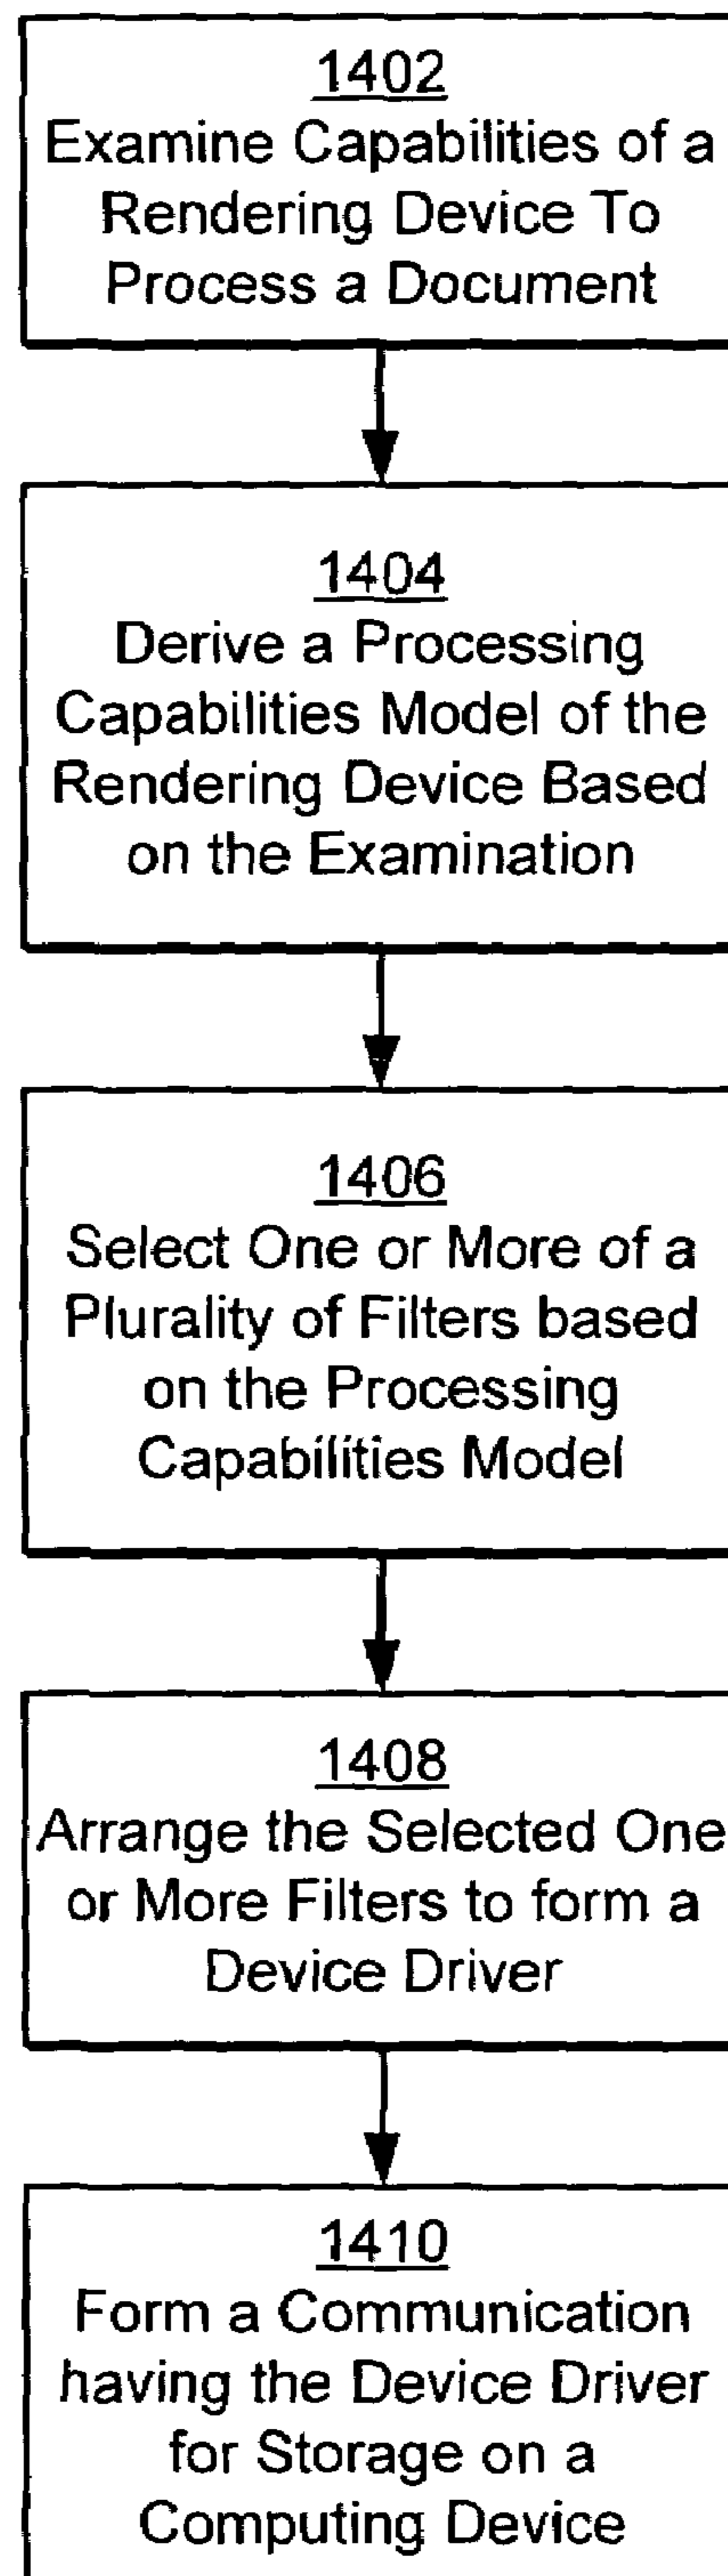 1402
Examine Capabilities of a
Rendering Device To
Process a Document
1404
Derive a Processing
Capabilities Model of the
Rendering Device Based
on the Examination
1406
Select One or More of a
Plurality of Filters based
on the Processing
Capabilities Model
1408
Arrange the Selected One
or More Filters to form a
Device Driver
1410
Form a Communication
having the Device Driver
for Storage on a
Computing Device